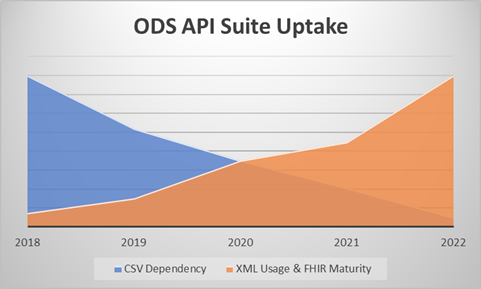 ODS API Suite Uptake
2018 2019 2020 2021 2022
CSV Dependency XML Usage & FHIR Maturity